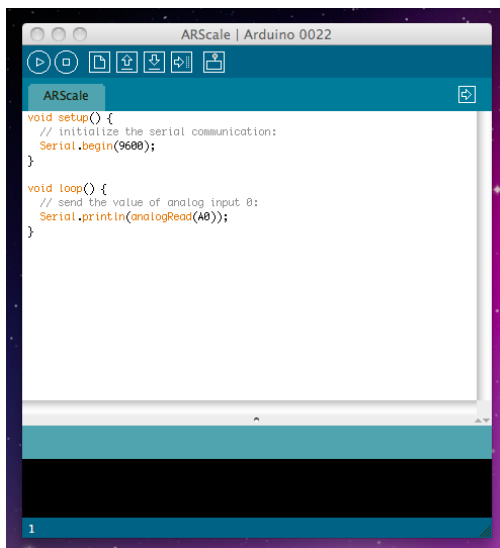 ARScale | Arduino 0022
ARScale
void setup() {
  // initialize the serial communication:
  Serial.begin(9600);
}

void loop() {
  // send the value of analog input 0:
  Serial.println(analogRead(A0));
}
1